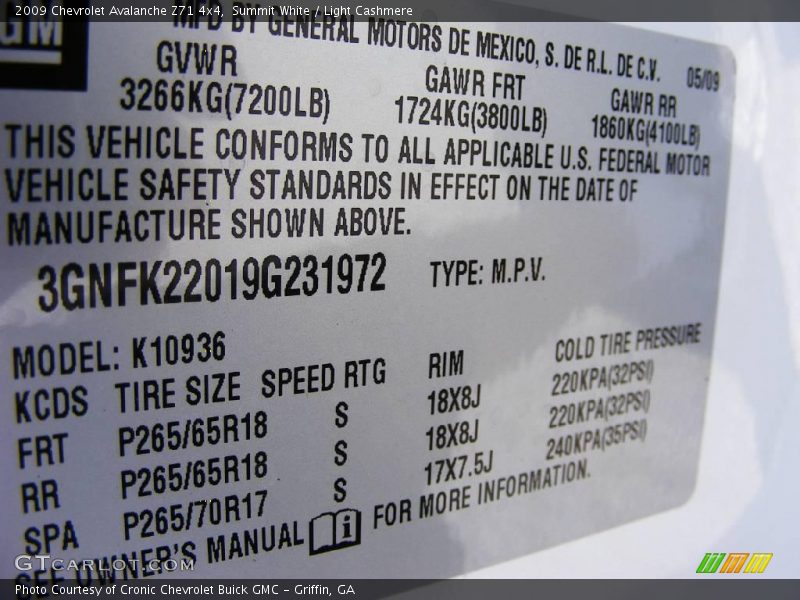 2009 Chevrolet Avalanche Z71 4x4, Summit White / Light Cashmere
GM
MFD BY GENERAL MOTORS DE MEXICO, S. DE R.L. DE C.V. 05/09
GVWR GAWR FRT GAWR RR
3266KG(7200LB) 1724KG(3800LB) 1860KG(4100LB)
THIS VEHICLE CONFORMS TO ALL APPLICABLE U.S. FEDERAL MOTOR
VEHICLE SAFETY STANDARDS IN EFFECT ON THE DATE OF
MANUFACTURE SHOWN ABOVE.
3GNFK22019G231972 TYPE: M.P.V.
MODEL: K10936
KCDS TIRE SIZE SPEED RTG RIM COLD TIRE PRESSURE
FRT P265/65R18 S 18X8J 220KPA(32PSI)
RR P265/65R18 S 18X8J 220KPA(32PSI)
SPA P265/70R17 S 17X7.5J 240KPA(35PSI)
SEE OWNER'S MANUAL i FOR MORE INFORMATION.
GTcarlot.com
Photo Courtesy of Cronic Chevrolet Buick GMC - Griffin, GA